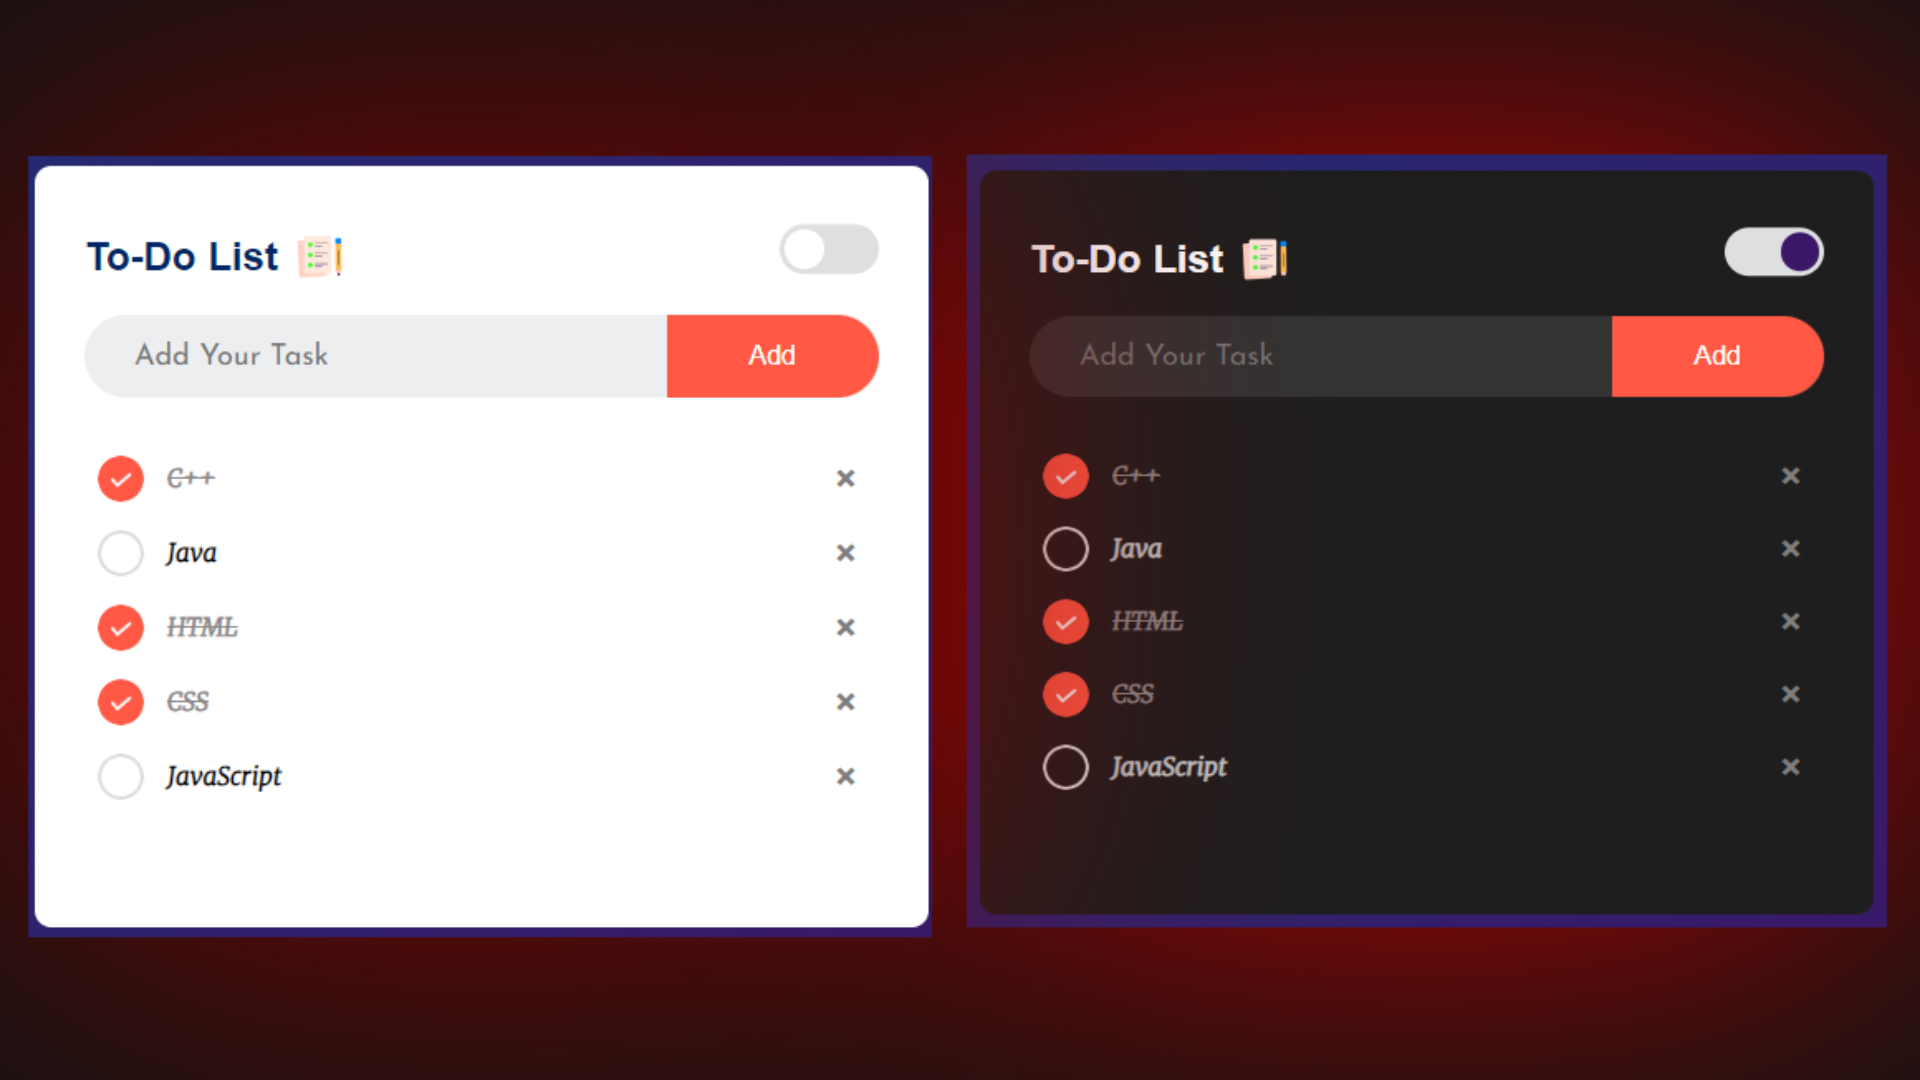 To-Do List
Add Your Task
Add
C++
Java
HTML
CSS
JavaScript
To-Do List
Add Your Task
Add
C++
Java
HTML
CSS
JavaScript